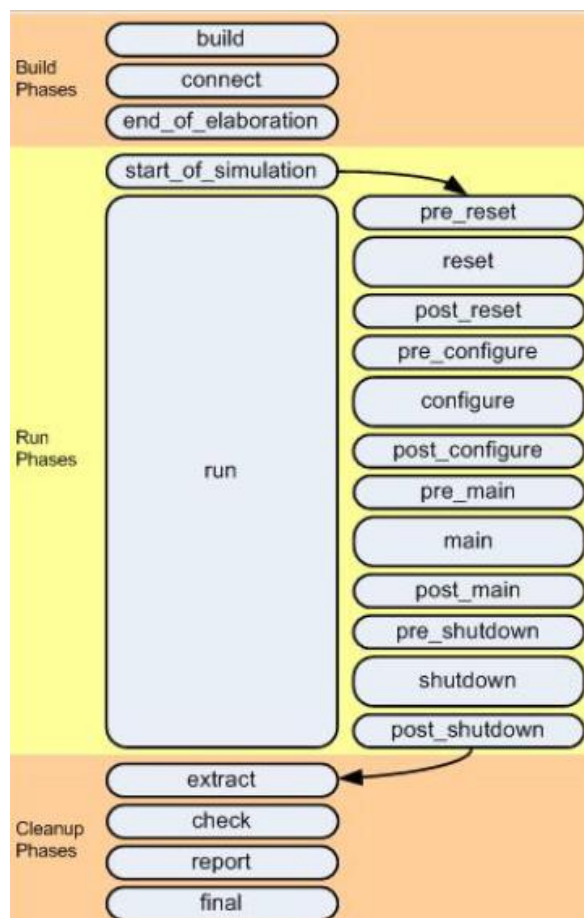 Build
Phases
build
connect
end_of_elaboration
Run
Phases
start_of_simulation
run
pre_reset
reset
post_reset
pre_configure
configure
post_configure
pre_main
main
post_main
pre_shutdown
shutdown
post_shutdown
Cleanup
Phases
extract
check
report
final